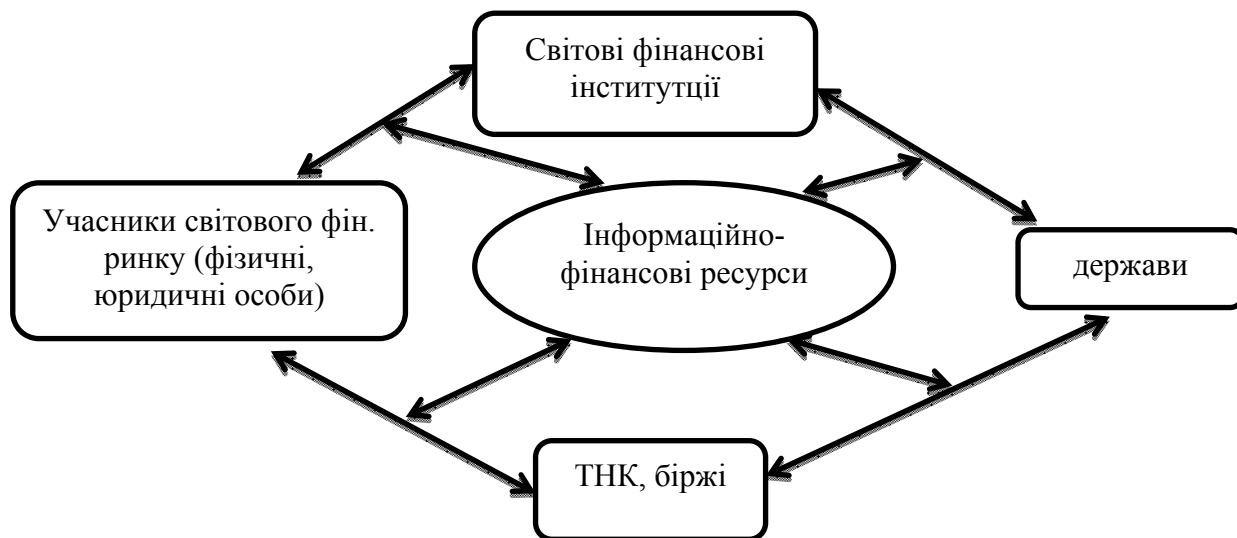 Світові фінансові
інститутції
Учасники світового фін.
ринку (фізичні,
юридичні особи)
Інформаційно-
фінансові ресурси
держави
ТНК, біржі